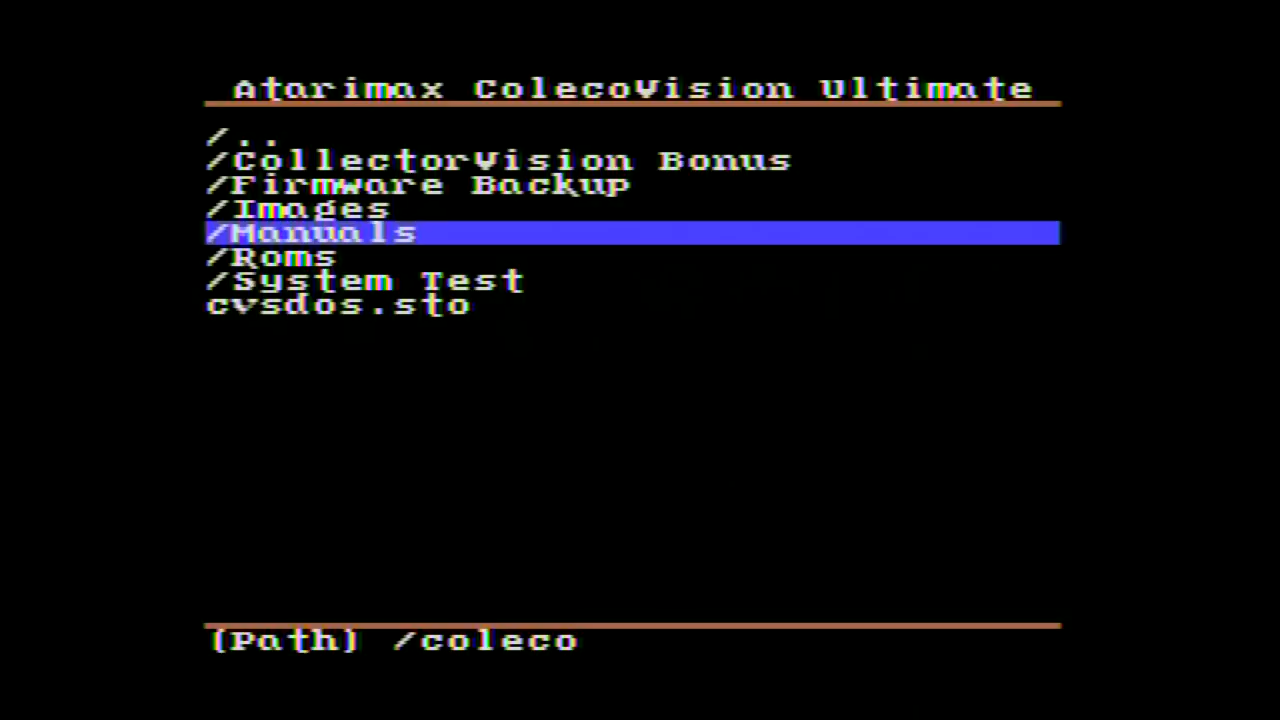 Atarimax ColecoVision Ultimate
/..
/CollectorVision Bonus
/Firmware Backup
/Images
/Manuals
/Roms
/System Test
cvsdos.sto
(Path) /coleco